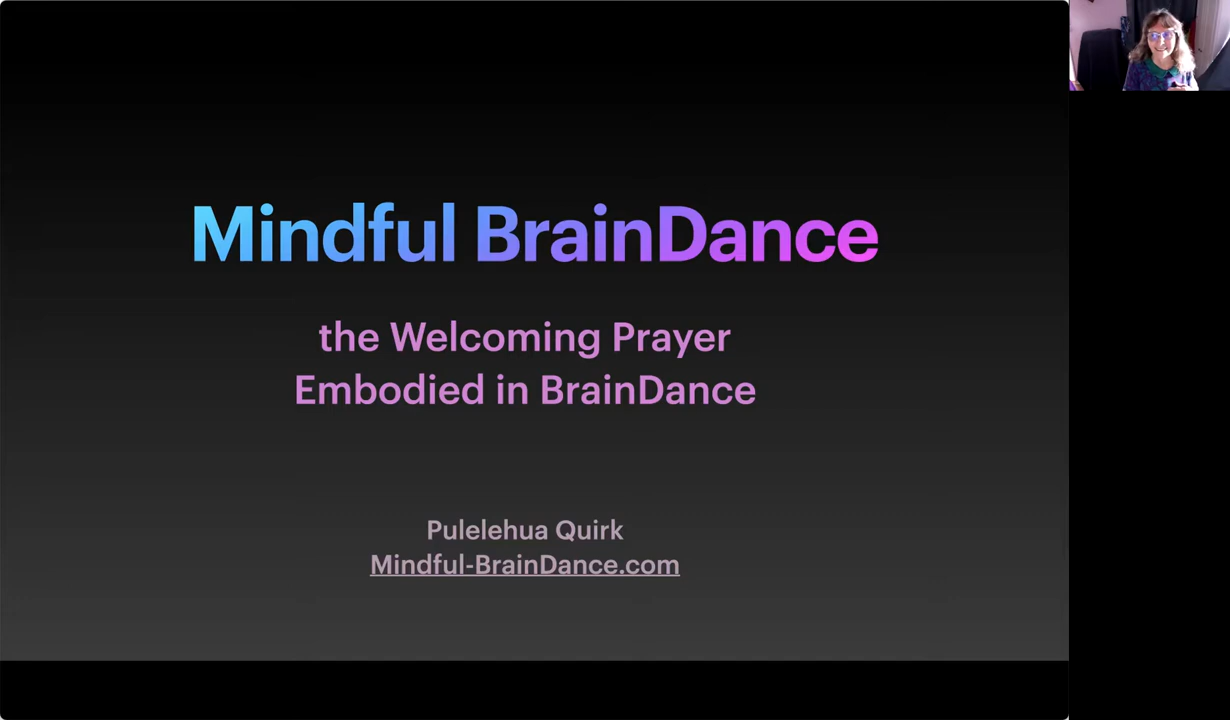 Mindful BrainDance
the Welcoming Prayer
Embodied in BrainDance
Pulelehua Quirk
Mindful-BrainDance.com